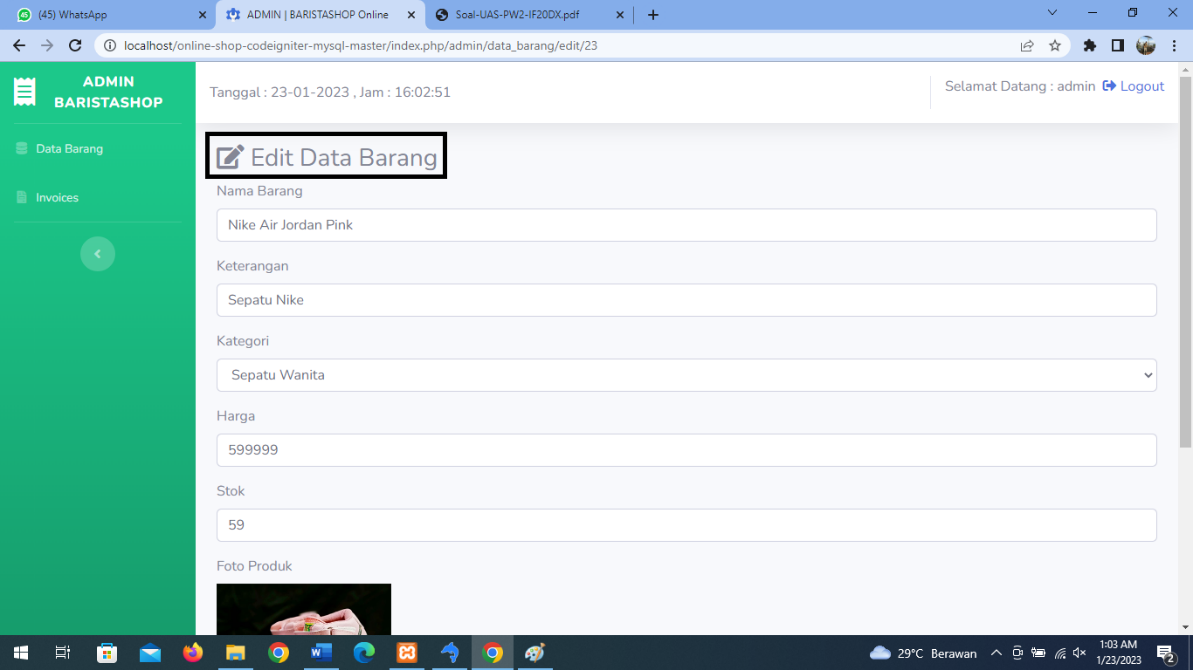 (45) WhatsApp
ADMIN | BARISTASHOP Online
Soal-UAS-PW2-IF20DX.pdf
localhost/online-shop-codeigniter-mysql-master/index.php/admin/data_barang/edit/23
ADMIN
BARISTASHOP
Tanggal : 23-01-2023 , Jam : 16:02:51
Selamat Datang : admin Logout
Data Barang
Invoices
Edit Data Barang
Nama Barang
Nike Air Jordan Pink
Keterangan
Sepatu Nike
Kategori
Sepatu Wanita
Harga
599999
Stok
59
Foto Produk
29°C Berawan
1:03 AM
1/23/2023
2